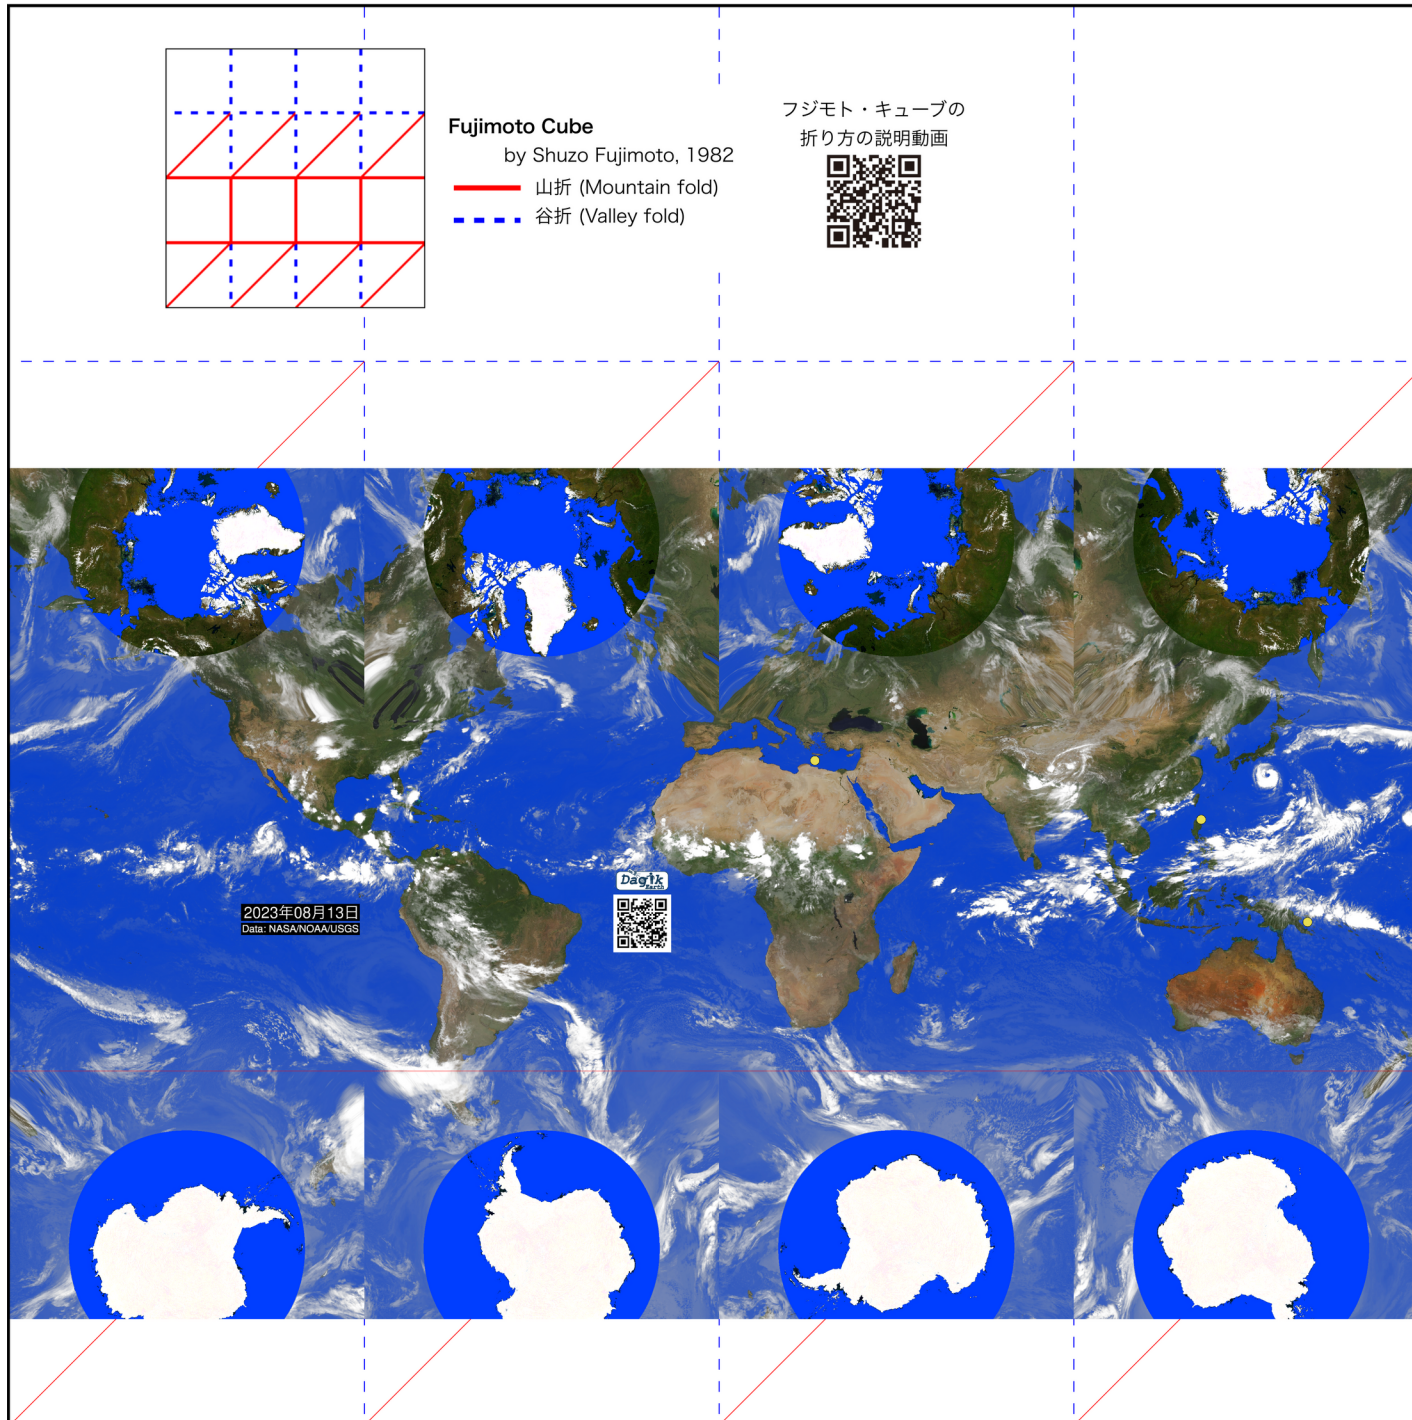 Fujimoto Cube
by Shuzo Fujimoto, 1982
山折 (Mountain fold)
谷折 (Valley fold)
フジモト・キューブの
折り方の説明動画
Dagik
Earth
2023年08月13日
Data: NASA/NOAA/USGS